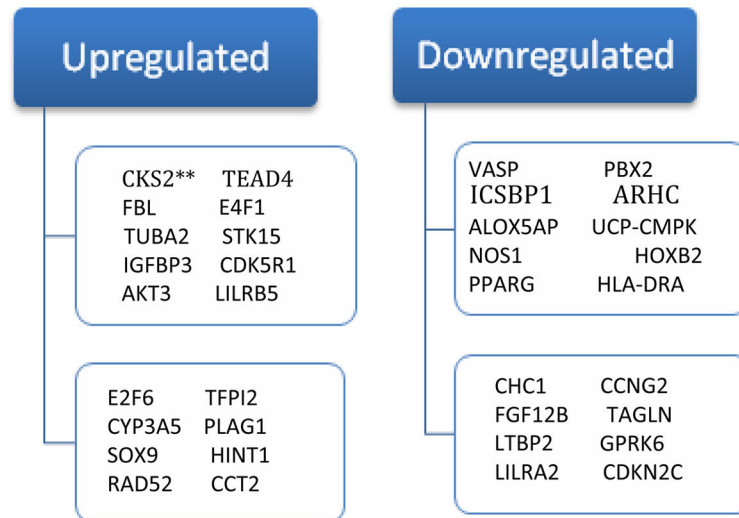 Upregulated
CKS2** TEAD4
FBL E4F1
TUBA2 STK15
IGFBP3 CDK5R1
AKT3 LILRB5
E2F6 TFPI2
CYP3A5 PLAG1
SOX9 HINT1
RAD52 CCT2
Downregulated
VASP PBX2
ICSBP1 ARHC
ALOX5AP UCP-CMPK
NOS1 HOXB2
PPARG HLA-DRA
CHC1 CCNG2
FGF12B TAGLN
LTBP2 GPRK6
LILRA2 CDKN2C